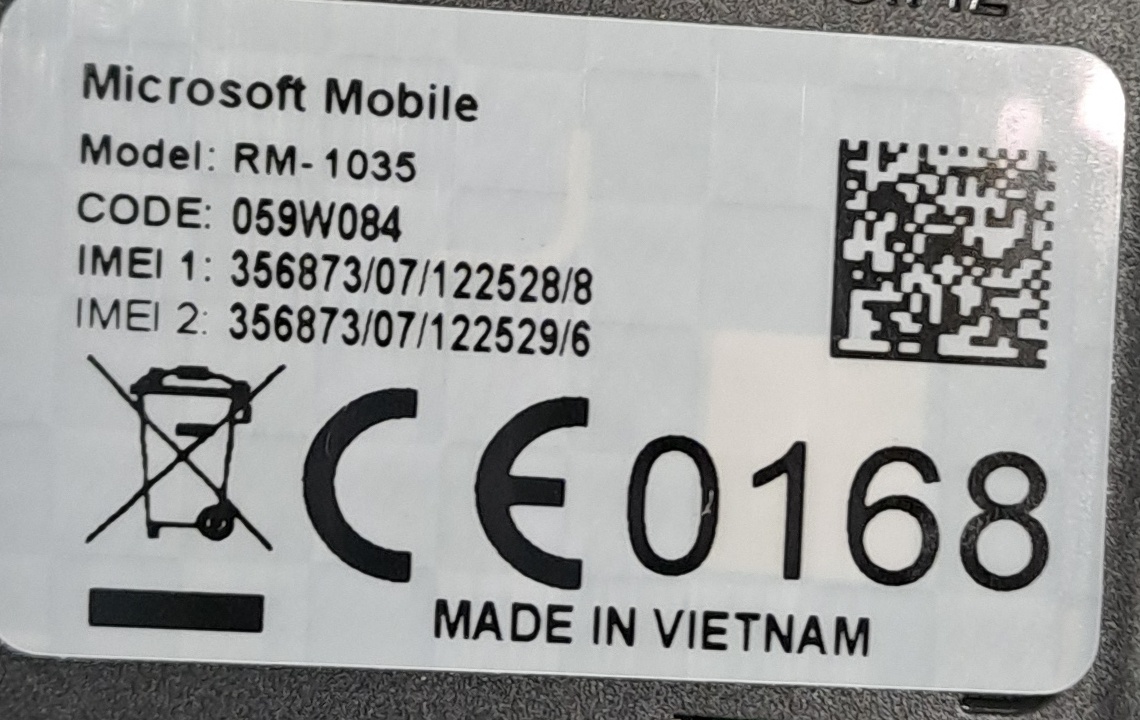 Microsoft Mobile
Model: RM-1035
CODE: 059W084
IMEI 1: 356873/07/122528/8
IMEI 2: 356873/07/122529/6
CE0168
MADE IN VIETNAM